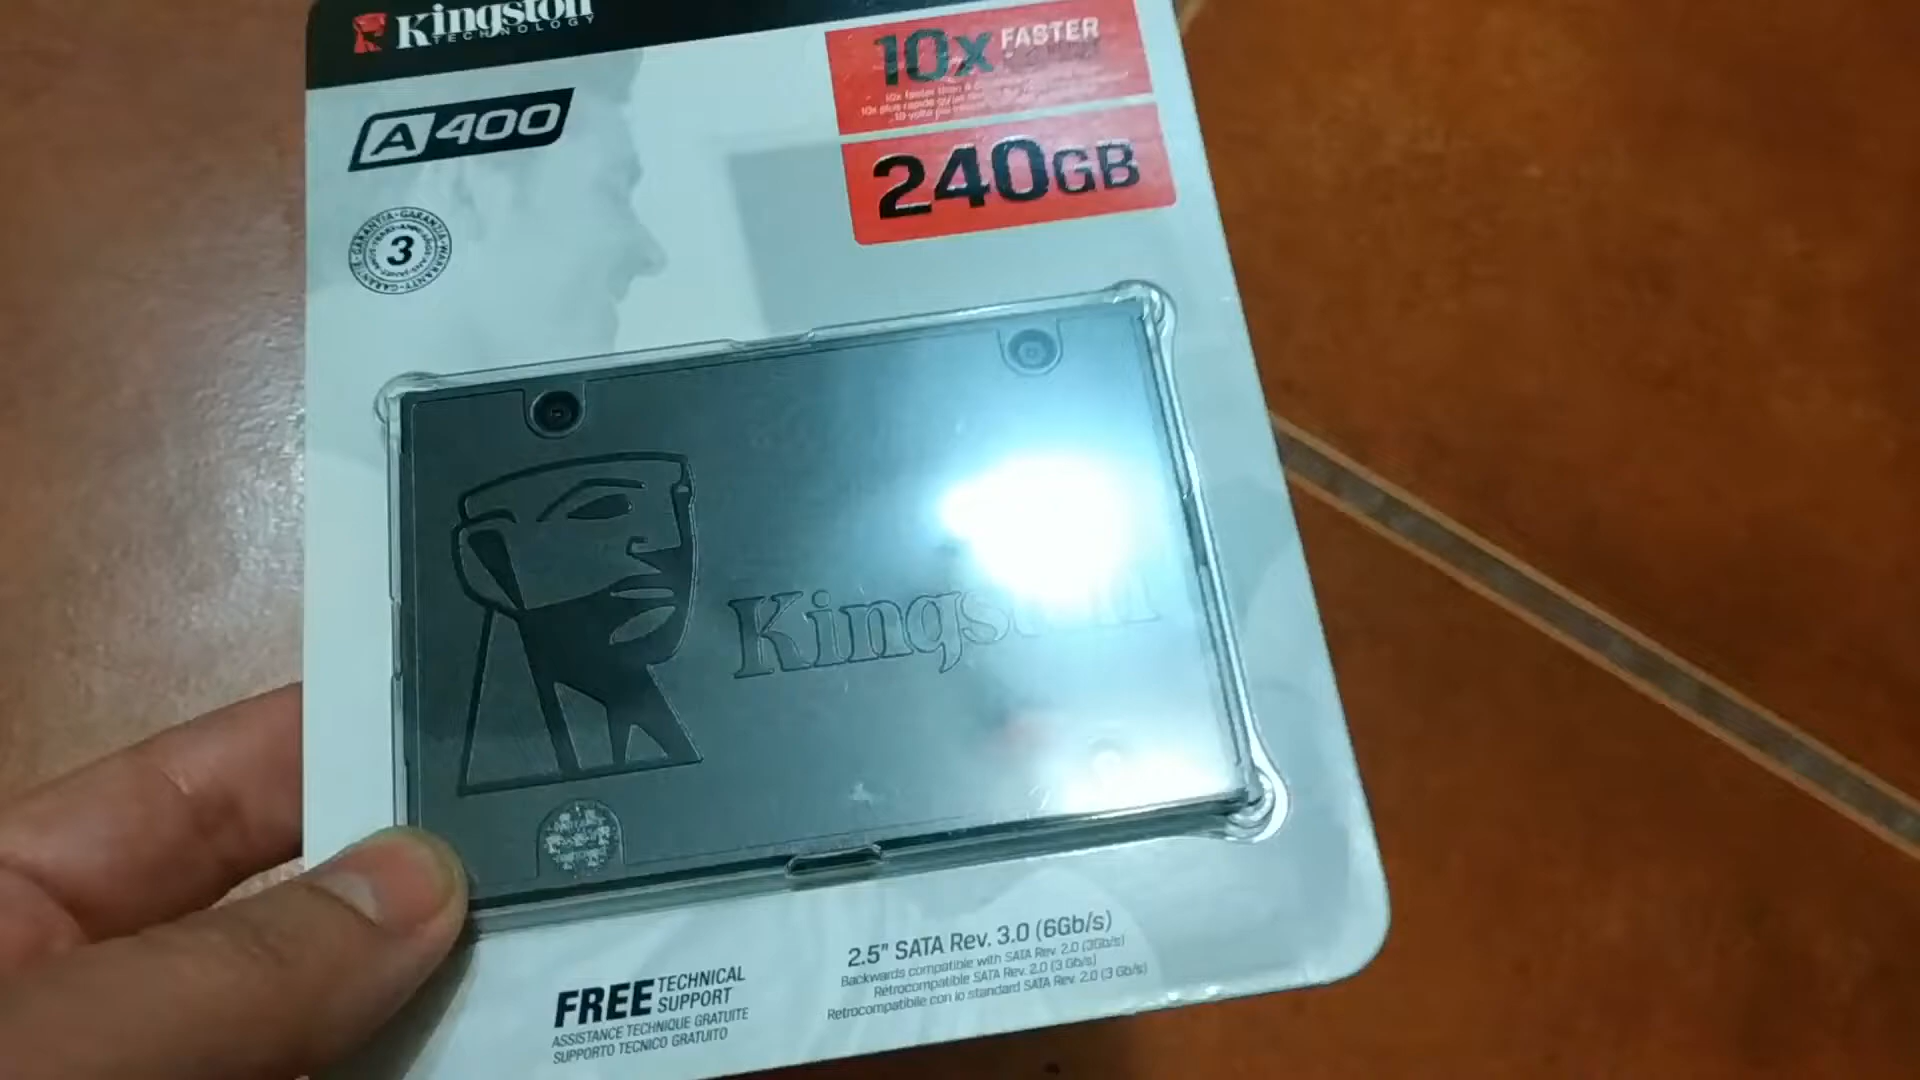 Kingston
TECHNOLOGY
A400
10x FASTER
240GB
3
Kingston
FREE TECHNICAL SUPPORT
ASSISTANCE TECHNIQUE GRATUITE
SUPPORTO TECNICO GRATUITO
2.5" SATA Rev. 3.0 (6Gb/s)
Backwards compatible with SATA Rev. 2.0 (3Gb/s)
Rétrocompatible SATA Rev. 2.0 (3 Gb/s)
Retrocompatibile con lo standard SATA Rev. 2.0 (3 Gb/s)